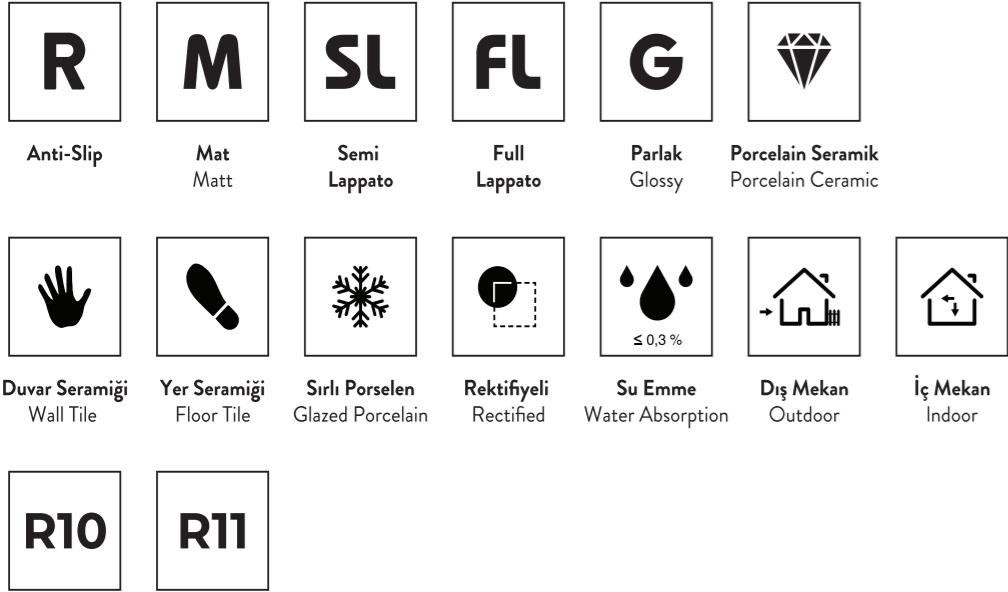 R
M
SL
FL
G
Anti-Slip
Mat
Matt
Semi
Lappato
Full
Lappato
Parlak
Glossy
Porcelain Seramik
Porcelain Ceramic
≤ 0,3 %
Duvar Seramiği
Wall Tile
Yer Seramiği
Floor Tile
Sırlı Porselen
Glazed Porcelain
Rektifiyeli
Rectified
Su Emme
Water Absorption
Dış Mekan
Outdoor
İç Mekan
Indoor
R10
R11